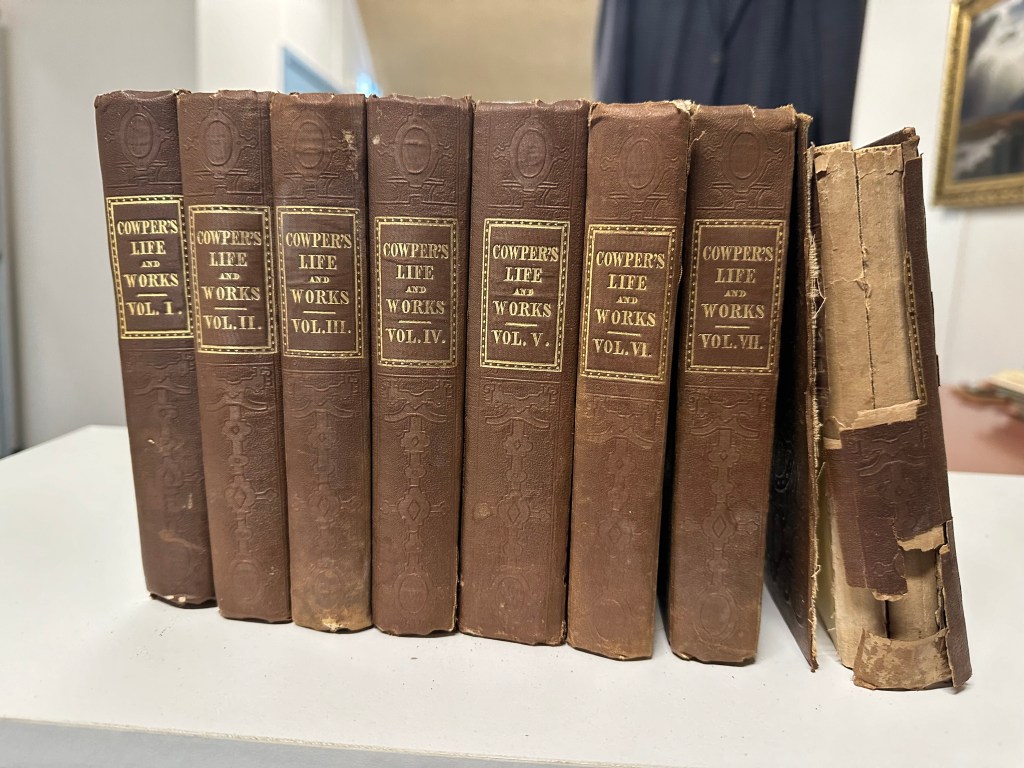 COWPER'S
LIFE
AND
WORKS
VOL. I.
COWPER'S
LIFE
AND
WORKS
VOL. II.
COWPER'S
LIFE
AND
WORKS
VOL. III.
COWPER'S
LIFE
AND
WORKS
VOL. IV.
COWPER'S
LIFE
AND
WORKS
VOL. V.
COWPER'S
LIFE
AND
WORKS
VOL. VI.
COWPER'S
LIFE
AND
WORKS
VOL. VII.